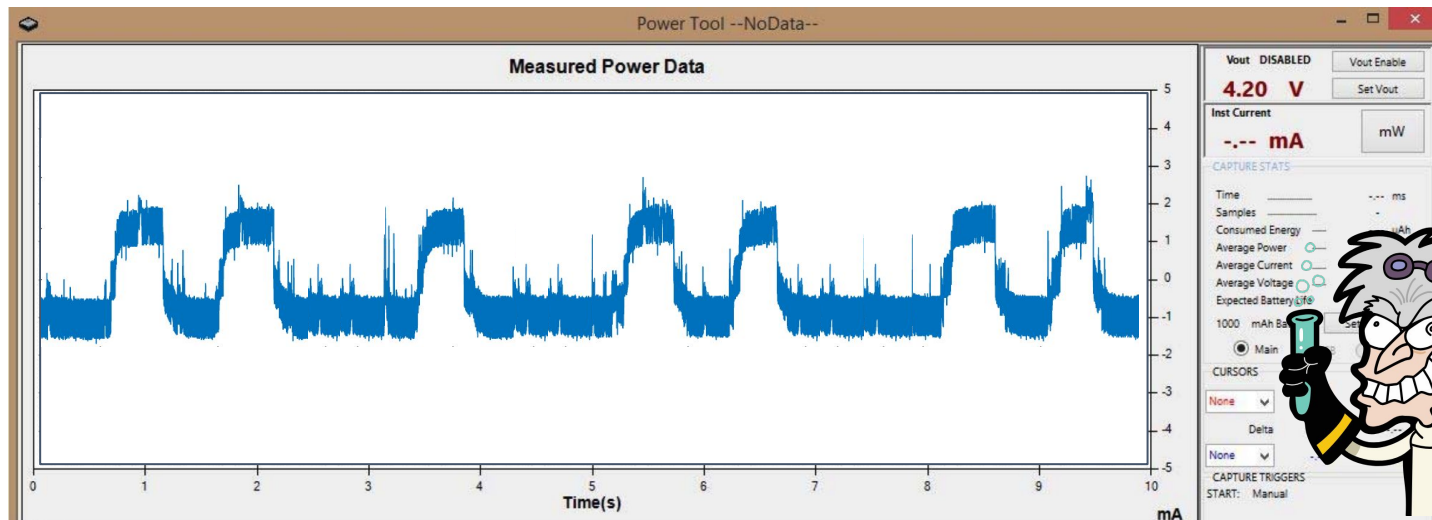 Power Tool --NoData--
Measured Power Data
5
4
3
2
1
0
-1
-2
-3
-4
-5
0 1 2 3 4 5 6 7 8 9 10
Time(s)
mA
Vout DISABLED
Vout Enable
4.20 V
Set Vout
Inst Current
-.-- mA
mW
CAPTURE STATS
Time -.-- ms
Samples -
Consumed Energy uAh
Average Power
Average Current
Average Voltage
Expected Battery Life
1000 mAh
Main
CURSORS
None
Delta
None
CAPTURE TRIGGERS
START: Manual